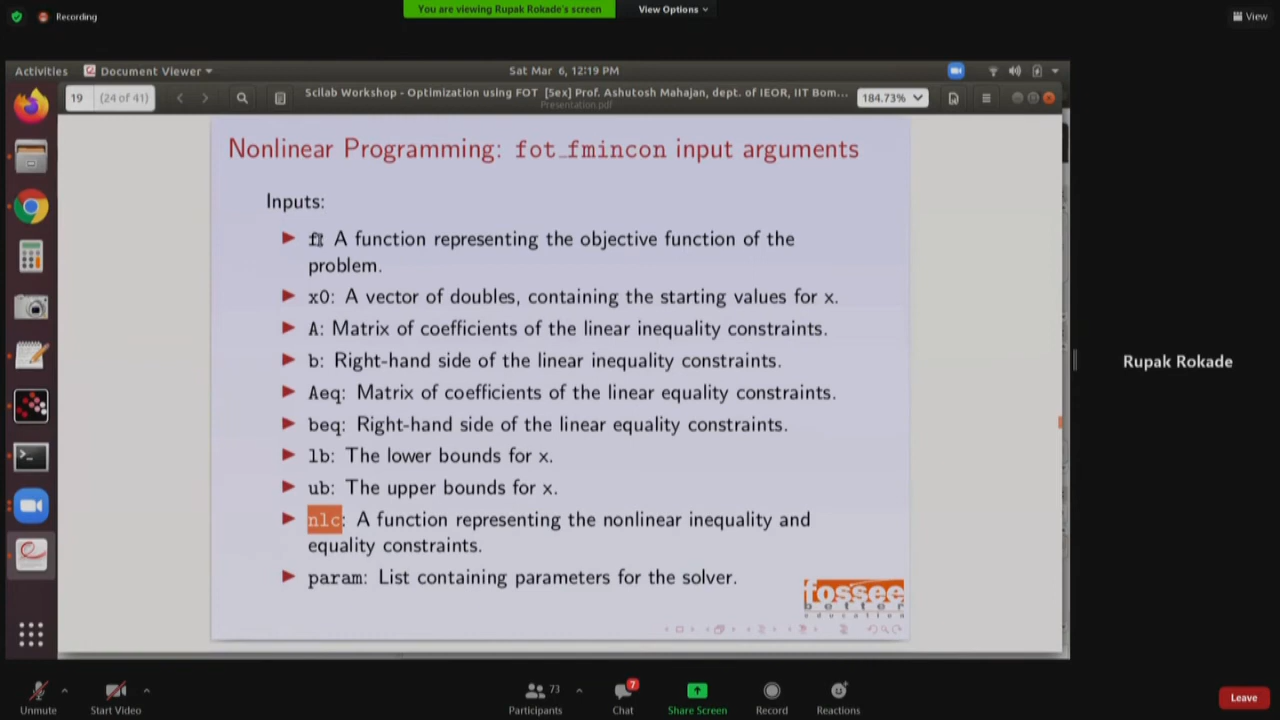 Recording
You are viewing Rupak Rokade's screen
View Options
View
Activities
Document Viewer
Sat Mar 6, 12:19 PM
19
(24 of 41)
Scilab Workshop - Optimization using FOT [Sex] Prof. Ashutosh Mahajan, dept. of IEOR, IIT Bom...
Presentation.pdf
184.73%
Nonlinear Programming: fot_fmincon input arguments
Inputs:
f: A function representing the objective function of the
problem.
x0: A vector of doubles, containing the starting values for x.
A: Matrix of coefficients of the linear inequality constraints.
b: Right-hand side of the linear inequality constraints.
Aeq: Matrix of coefficients of the linear equality constraints.
beq: Right-hand side of the linear equality constraints.
lb: The lower bounds for x.
ub: The upper bounds for x.
nlc: A function representing the nonlinear inequality and
equality constraints.
param: List containing parameters for the solver.
fossee
better
education
Rupak Rokade
Unmute
Start Video
Participants
73
Chat
7
Share Screen
Record
Reactions
Leave